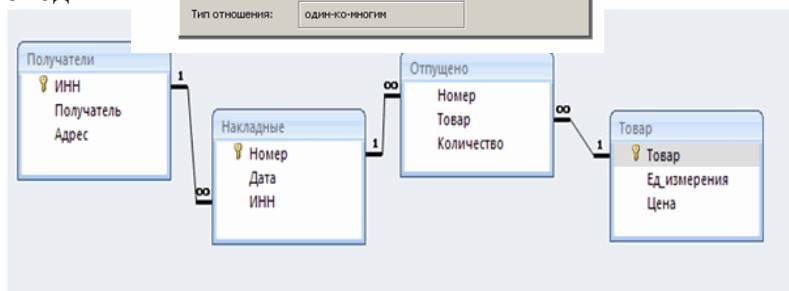 Тип отношения: один-ко-многим
Получатели
ИНН
Получатель
Адрес
1
∞
Накладные
Номер
Дата
ИНН
1
∞
Отпущено
Номер
Товар
Количество
∞
1
Товар
Товар
Ед_измерения
Цена